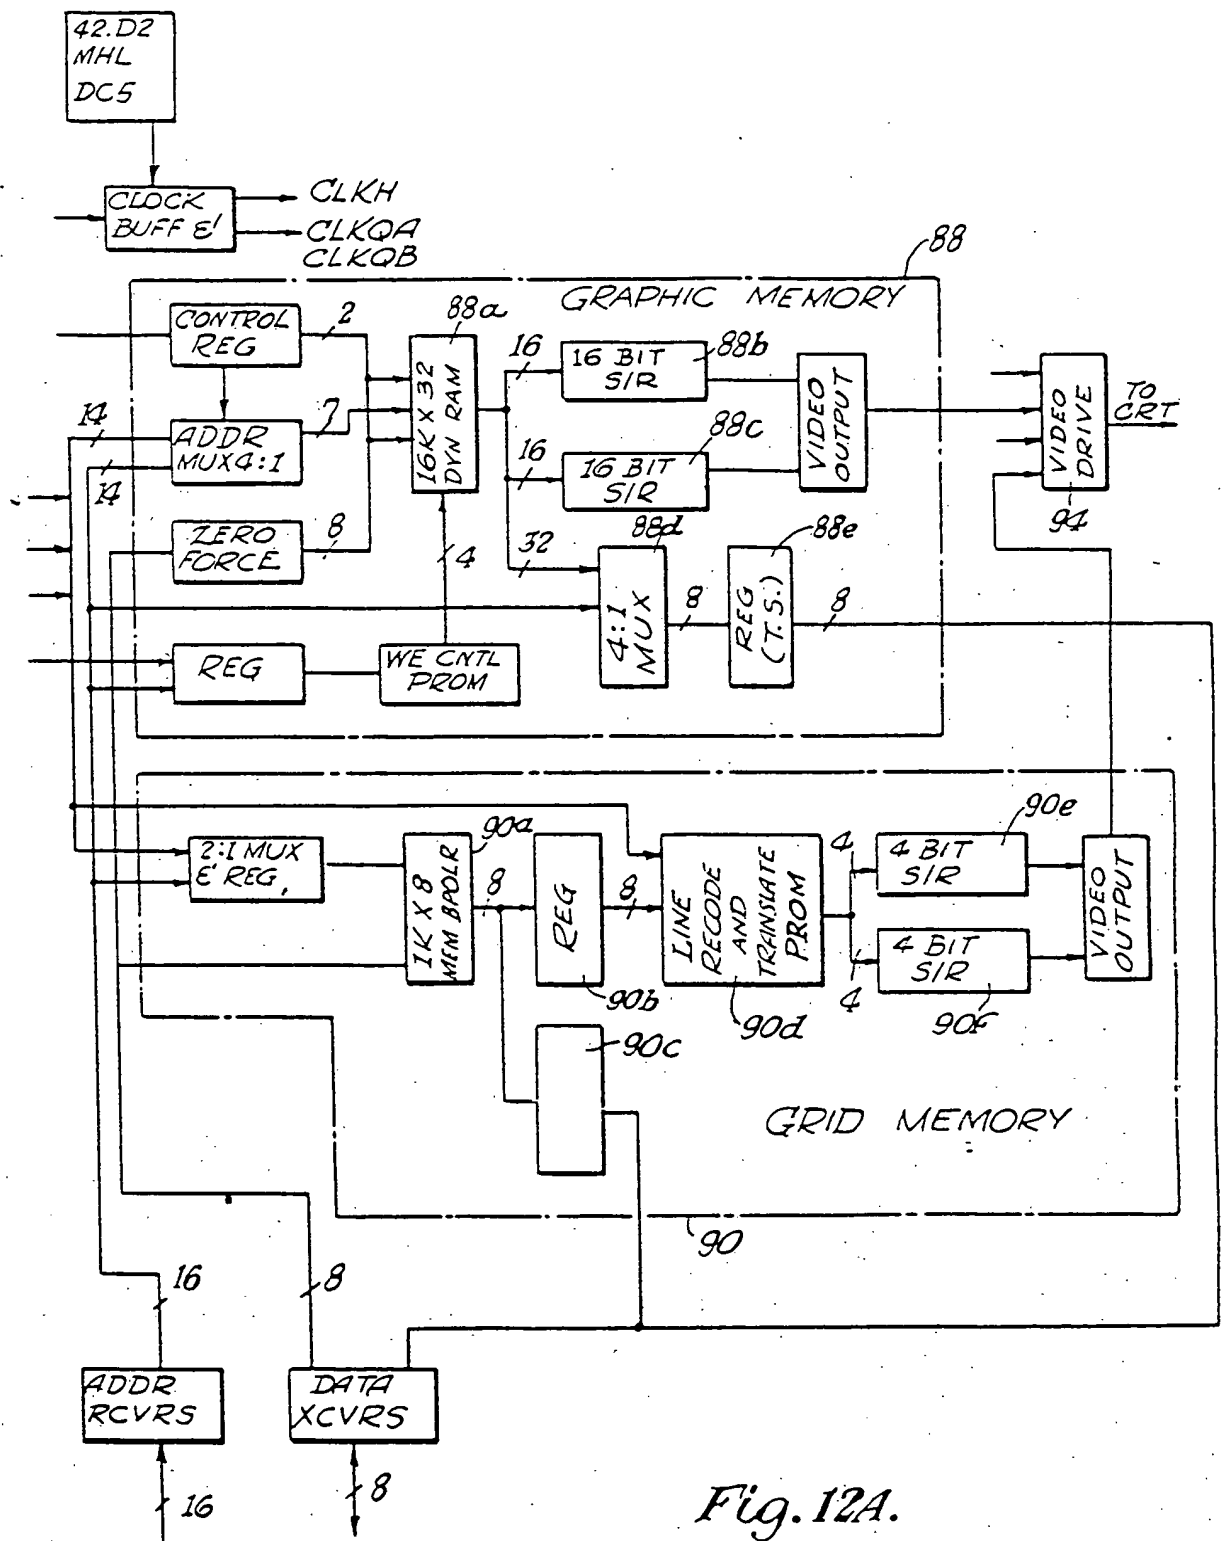 42.D2
MHL
DC5
CLOCK
BUFF &
CLKH
CLKQA
CLKQB
88
GRAPHIC MEMORY
CONTROL
REG
2
88a
16K X 32
DYN RAM
16
16 BIT
S/R
88b
VIDEO
OUTPUT
VIDEO
DRIVE
TO
CRT
94
14
ADDR
MUX 4:1
7
14
16
16 BIT
S/R
88c
ZERO
FORCE
8
4
32
88d
4:1
MUX
8
88e
REG
(T.S.)
8
REG
WE CNTL
PROM
2:1 MUX
& REG,
90a
1K X 8
MEM BPOLR
8
REG
90b
8
LINE
RECODE
AND
TRANSLATE
PROM
90d
4
4 BIT
S/R
90e
VIDEO
OUTPUT
4
4 BIT
S/R
90f
90c
GRID MEMORY
90
16
8
ADDR
RCVRS
DATA
XCVRS
16
8
Fig. 12A.